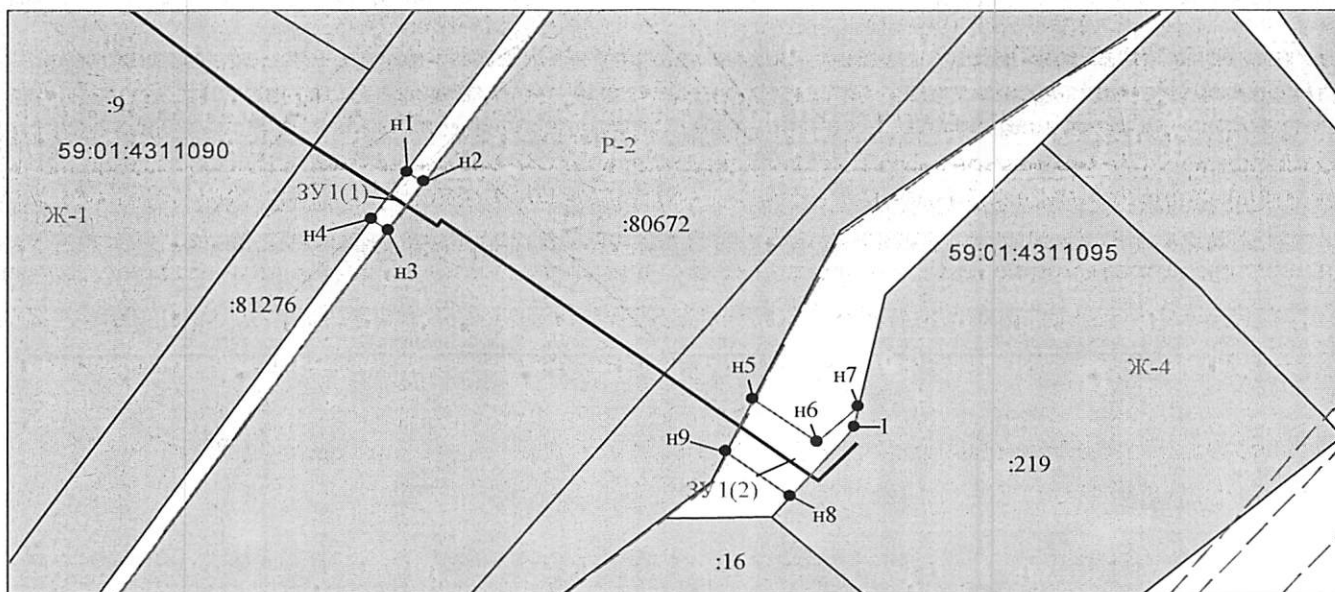 :9
59:01:4311090
Ж-1
н1
н2
ЗУ1(1)
н4
н3
:81276
Р-2
:80672
59:01:4311095
Ж-4
н5
н7
н6
1
н9
ЗУ1(2)
н8
:219
:16